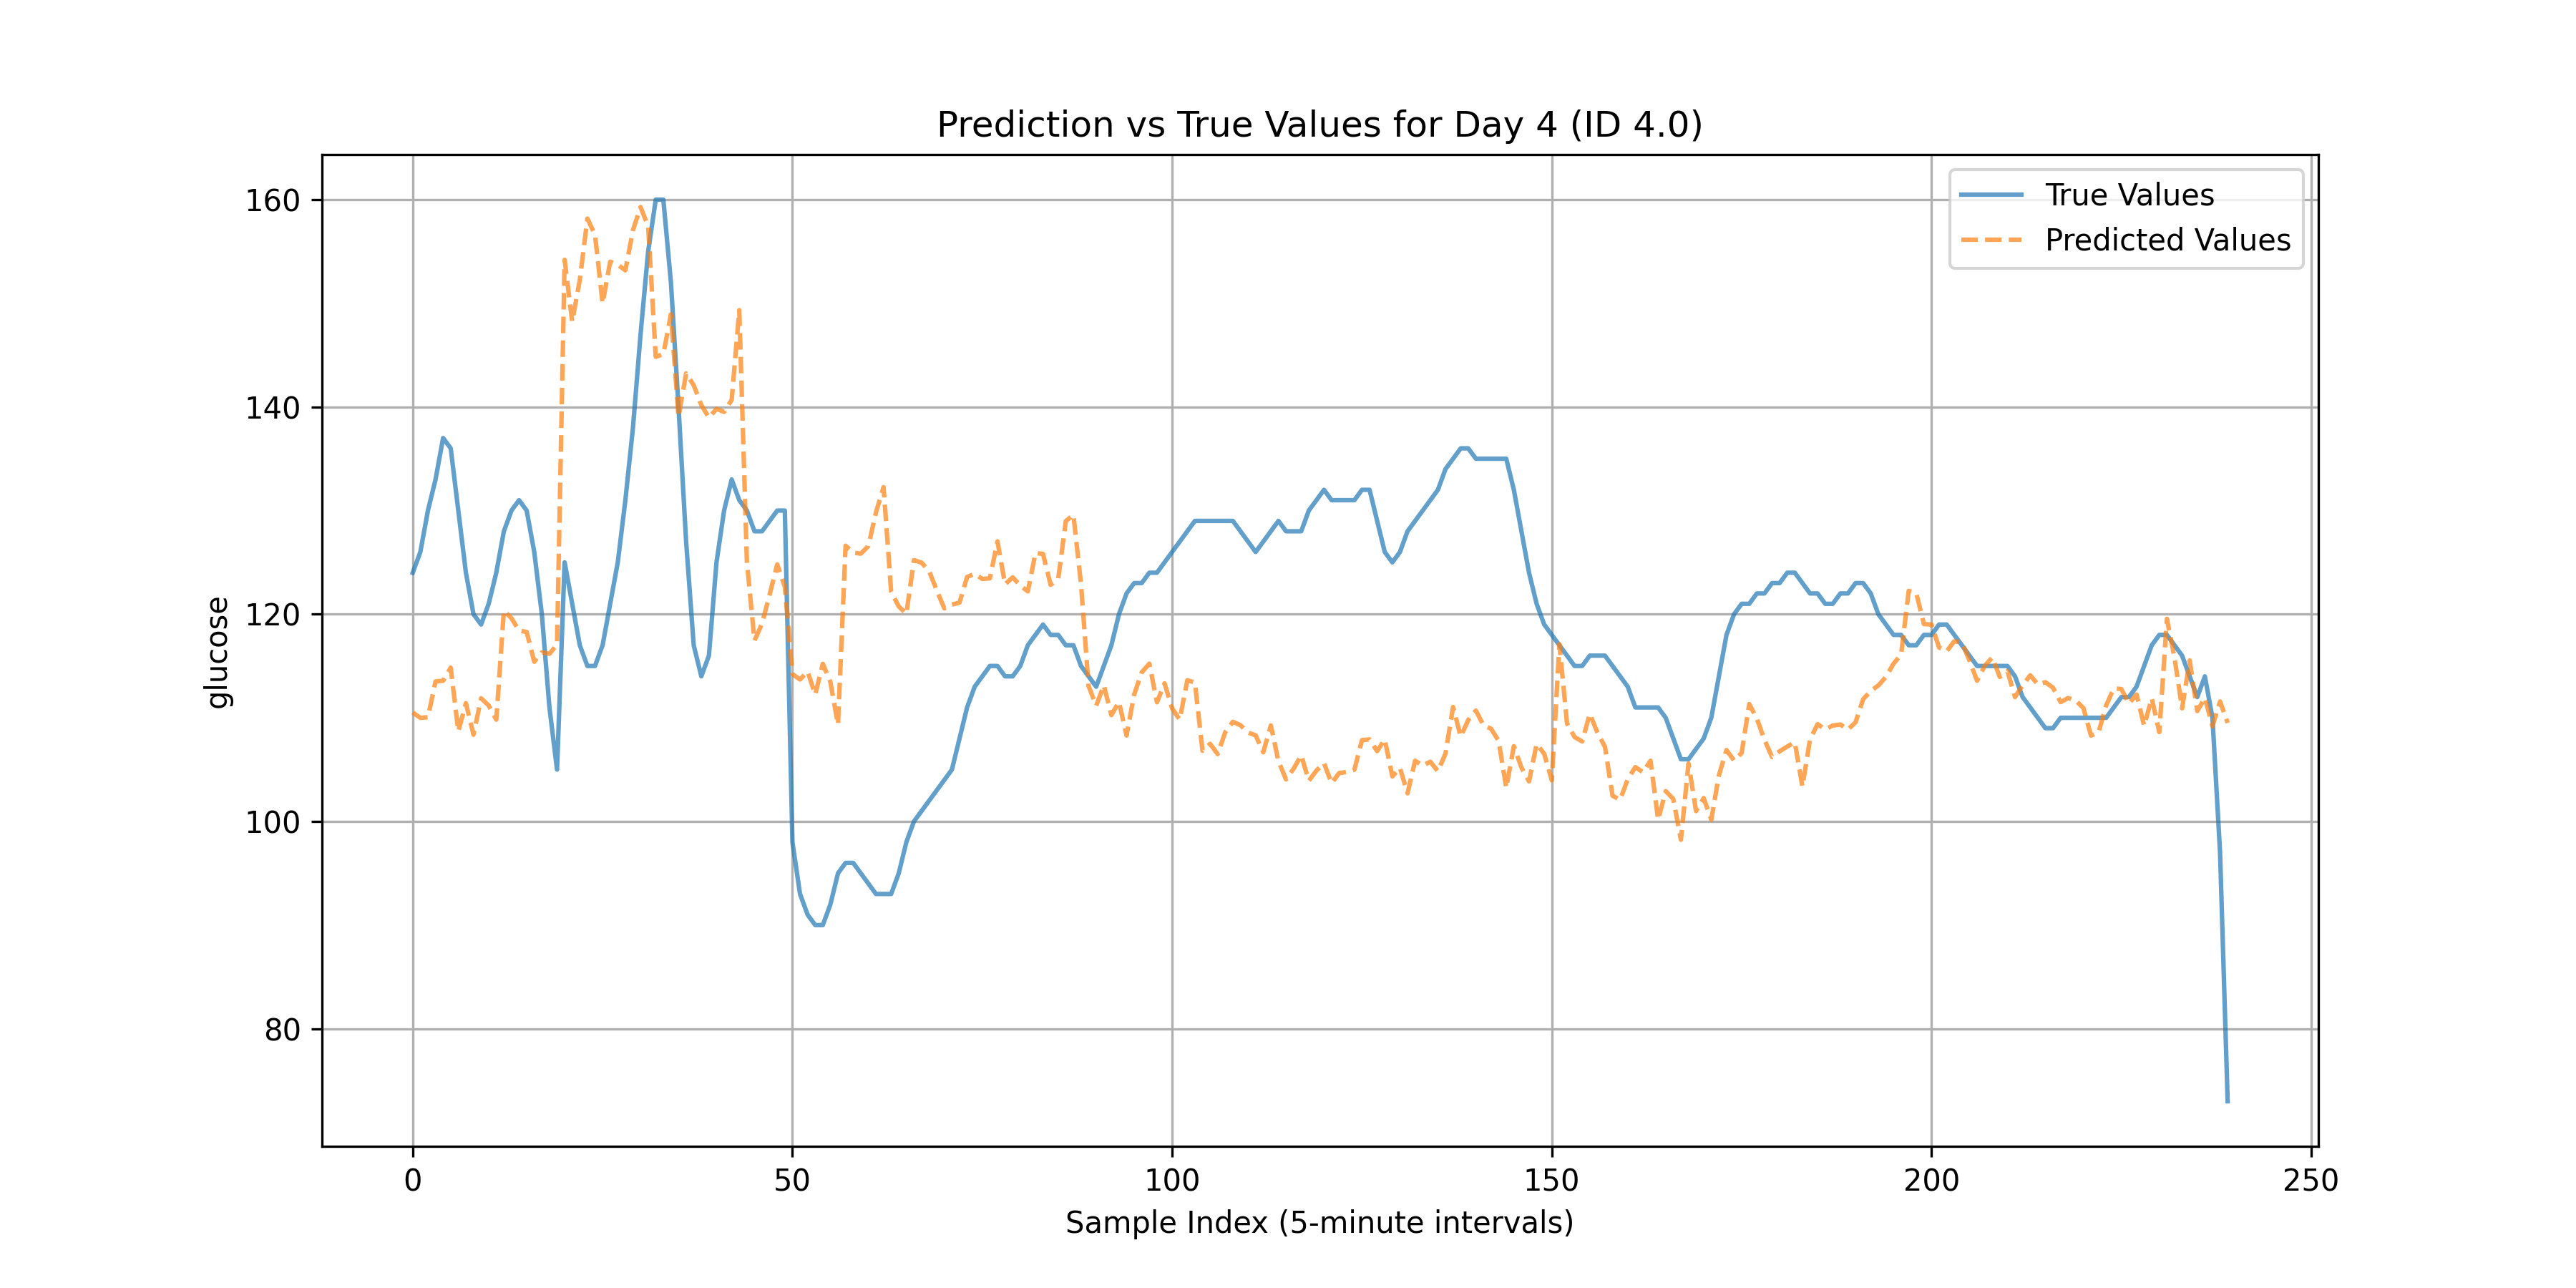 Prediction vs True Values for Day 4 (ID 4.0)
True Values
Predicted Values
160
140
120
100
80
glucose
0 50 100 150 200 250
Sample Index (5-minute intervals)